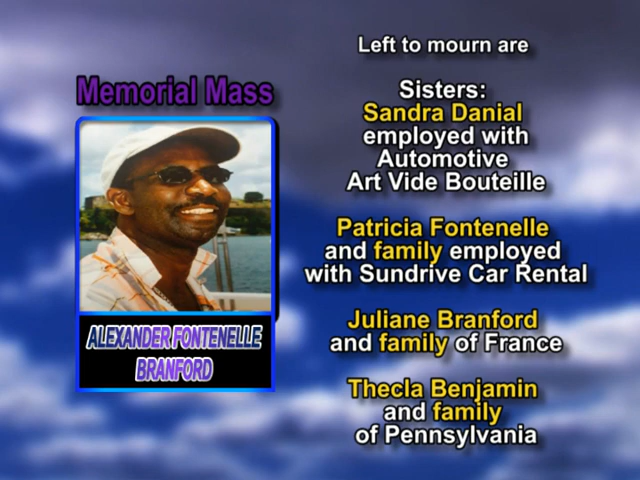 Left to mourn are
Memorial Mass
ALEXANDER FONTENELLE
BRANFORD
Sisters:
Sandra Danial
employed with
Automotive
Art Vide Bouteille
Patricia Fontenelle
and family employed
with Sundrive Car Rental
Juliane Branford
and family of France
Thecla Benjamin
and family
of Pennsylvania